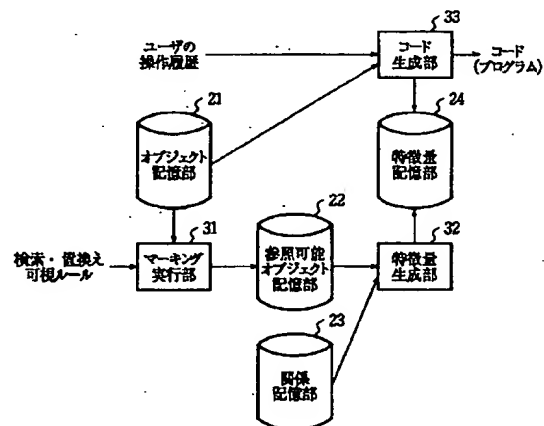 33
ユーザの
操作履歴
コード
生成部
コード
(プログラム)
21
24
オブジェクト
記憶部
特徴量
記憶部
22
31
32
検索・置換え
可視ルール
マーキング
実行部
参照可能
オブジェクト
記憶部
特徴量
生成部
23
関係
記憶部